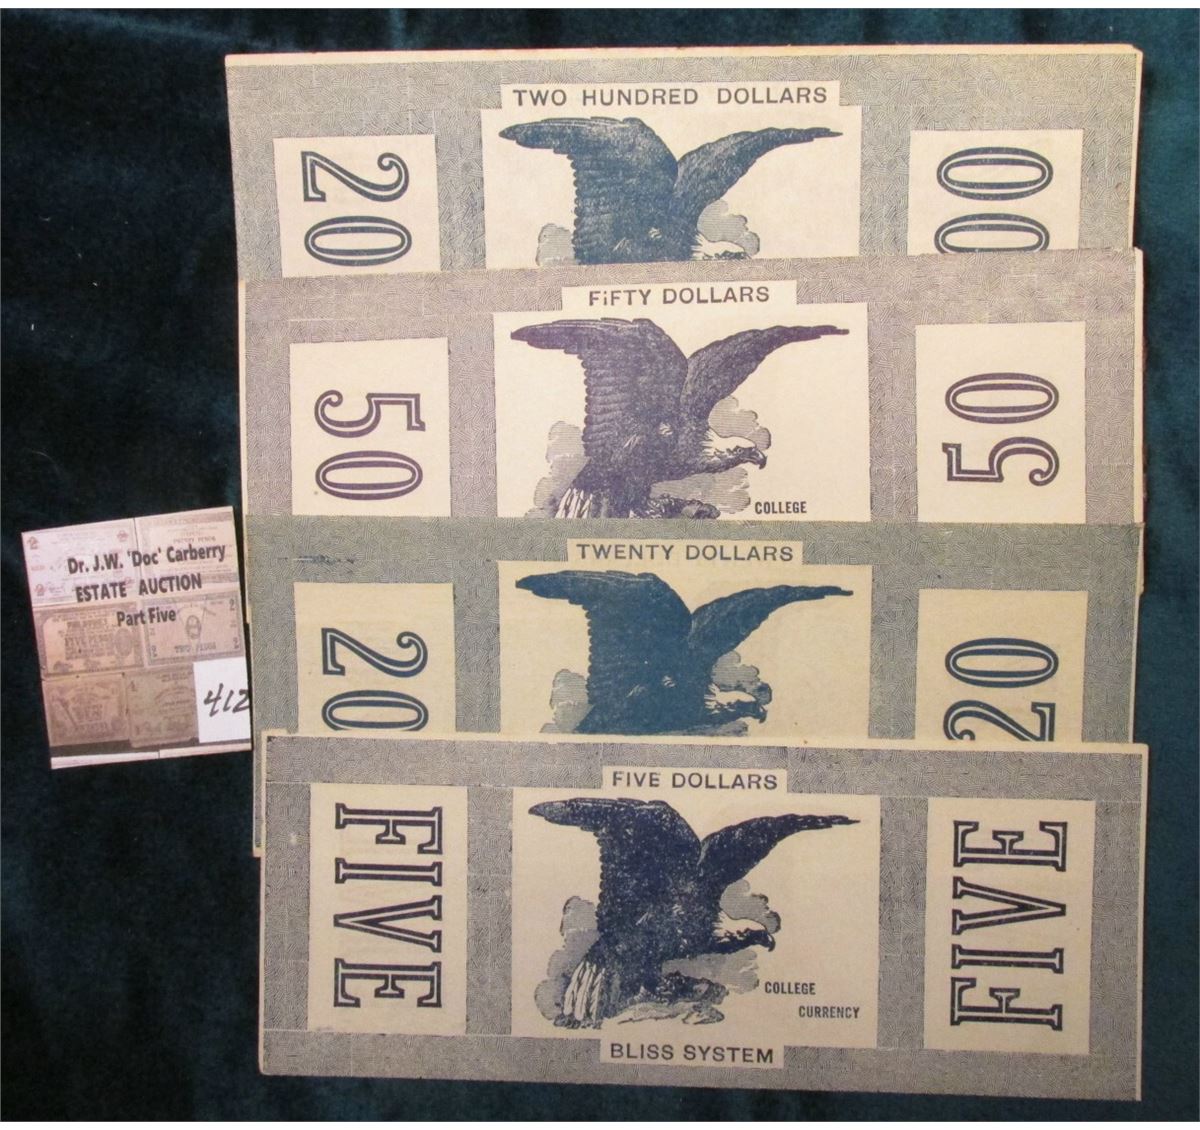 TWO HUNDRED DOLLARS
20
00
FiFTY DOLLARS
50
50
COLLEGE
TWENTY DOLLARS
20
20
Dr. J.W. 'Doc' Carberry
ESTATE AUCTION
Part Five
412
FIVE DOLLARS
FIVE
FIVE
COLLEGE
CURRENCY
BLISS SYSTEM